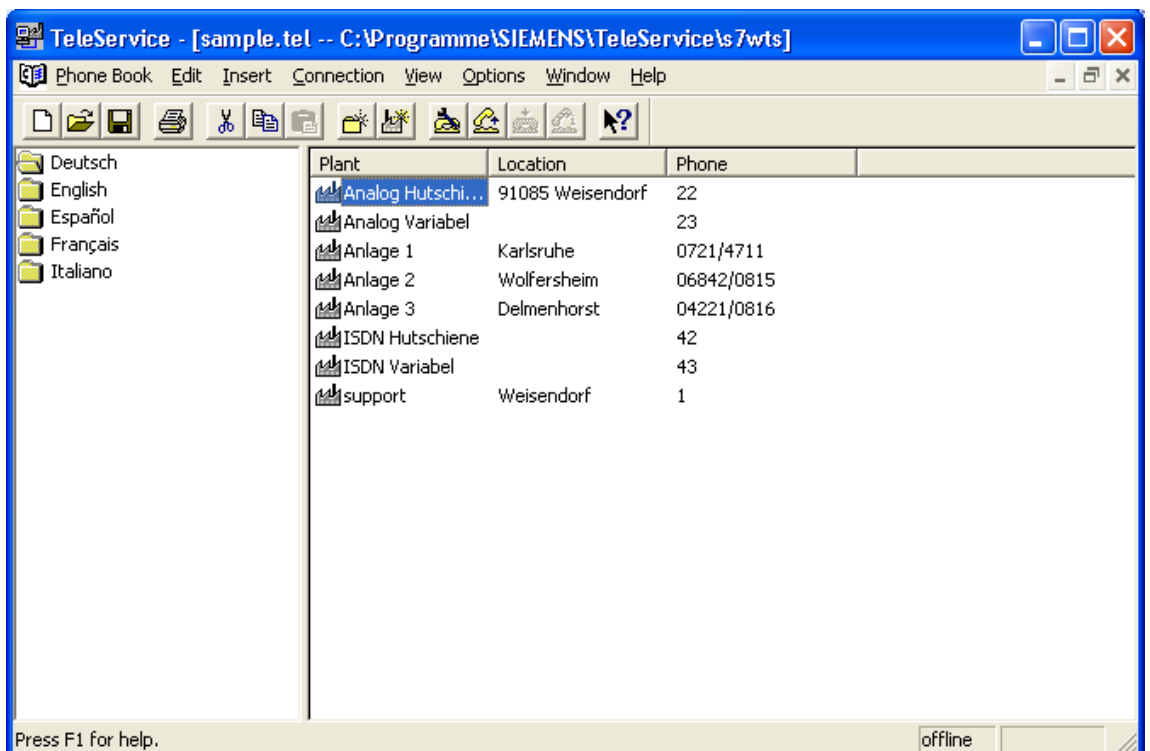 TeleService - [sample.tel -- C:\Programme\SIEMENS\TeleService\s7wts]
Phone Book Edit Insert Connection View Options Window Help
Deutsch
English
Español
Français
Italiano
Plant Location Phone
Analog Hutschi... 91085 Weisendorf 22
Analog Variabel 23
Anlage 1 Karlsruhe 0721/4711
Anlage 2 Wolfersheim 06842/0815
Anlage 3 Delmenhorst 04221/0816
ISDN Hutschiene 42
ISDN Variabel 43
support Weisendorf 1
Press F1 for help. offline